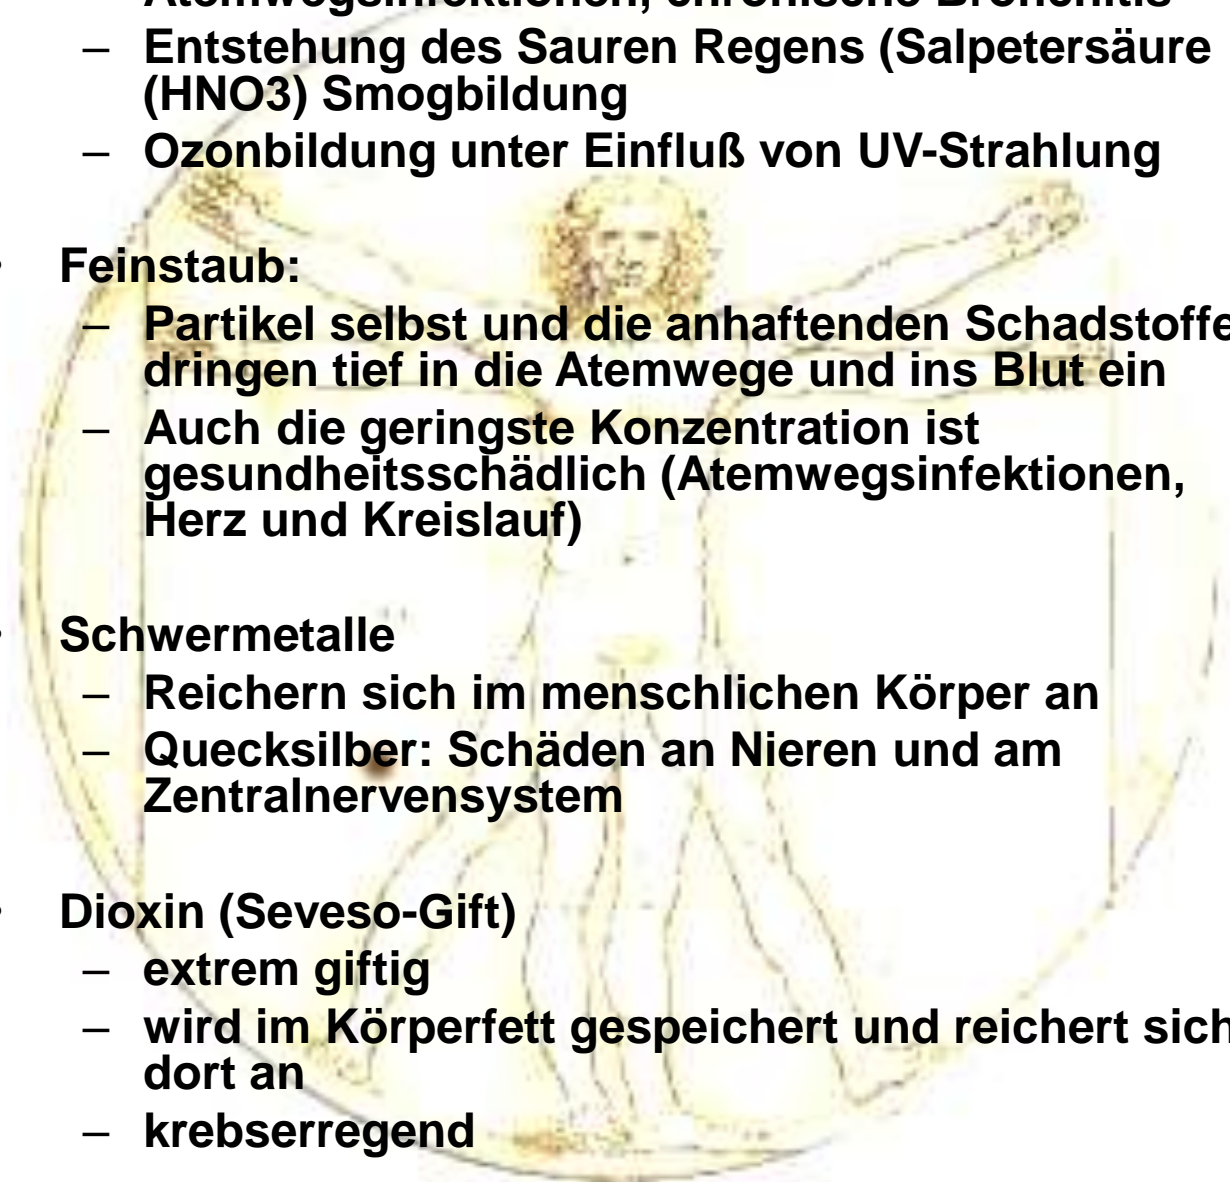 Atemwegsinfektionen, chronische Bronchitis
– Entstehung des Sauren Regens (Salpetersäure
(HNO3) Smogbildung
– Ozonbildung unter Einfluß von UV-Strahlung
• Feinstaub:
– Partikel selbst und die anhaftenden Schadstoffe
dringen tief in die Atemwege und ins Blut ein
– Auch die geringste Konzentration ist
gesundheitsschädlich (Atemwegsinfektionen,
Herz und Kreislauf)
• Schwermetalle
– Reichern sich im menschlichen Körper an
– Quecksilber: Schäden an Nieren und am
Zentralnervensystem
• Dioxin (Seveso-Gift)
– extrem giftig
– wird im Körperfett gespeichert und reichert sich
dort an
– krebserregend